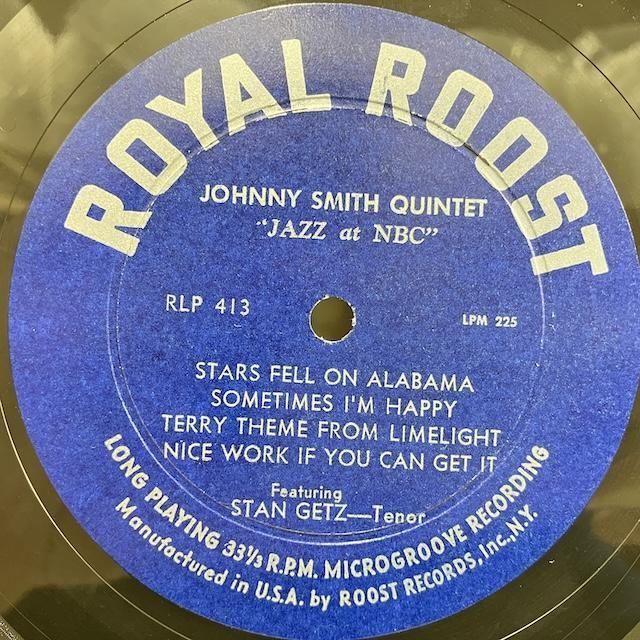 ROYAL ROOST
JOHNNY SMITH QUINTET
"JAZZ at NBC"
RLP 413
LPM 225
STARS FELL ON ALABAMA
SOMETIMES I'M HAPPY
TERRY THEME FROM LIMELIGHT
NICE WORK IF YOU CAN GET IT
Featuring
STAN GETZ—Tenor
LONG PLAYING 33⅓ R.P.M. MICROGROOVE RECORDING
Manufactured in U.S.A. by ROOST RECORDS, Inc., N.Y.